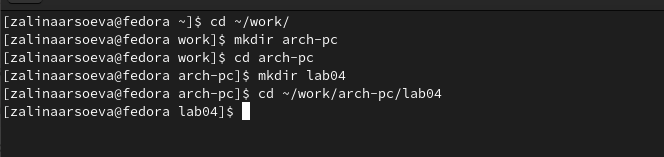 [zalinaarsoeva@fedora ~]$ cd ~/work/
[zalinaarsoeva@fedora work]$ mkdir arch-pc
[zalinaarsoeva@fedora work]$ cd arch-pc
[zalinaarsoeva@fedora arch-pc]$ mkdir lab04
[zalinaarsoeva@fedora arch-pc]$ cd ~/work/arch-pc/lab04
[zalinaarsoeva@fedora lab04]$